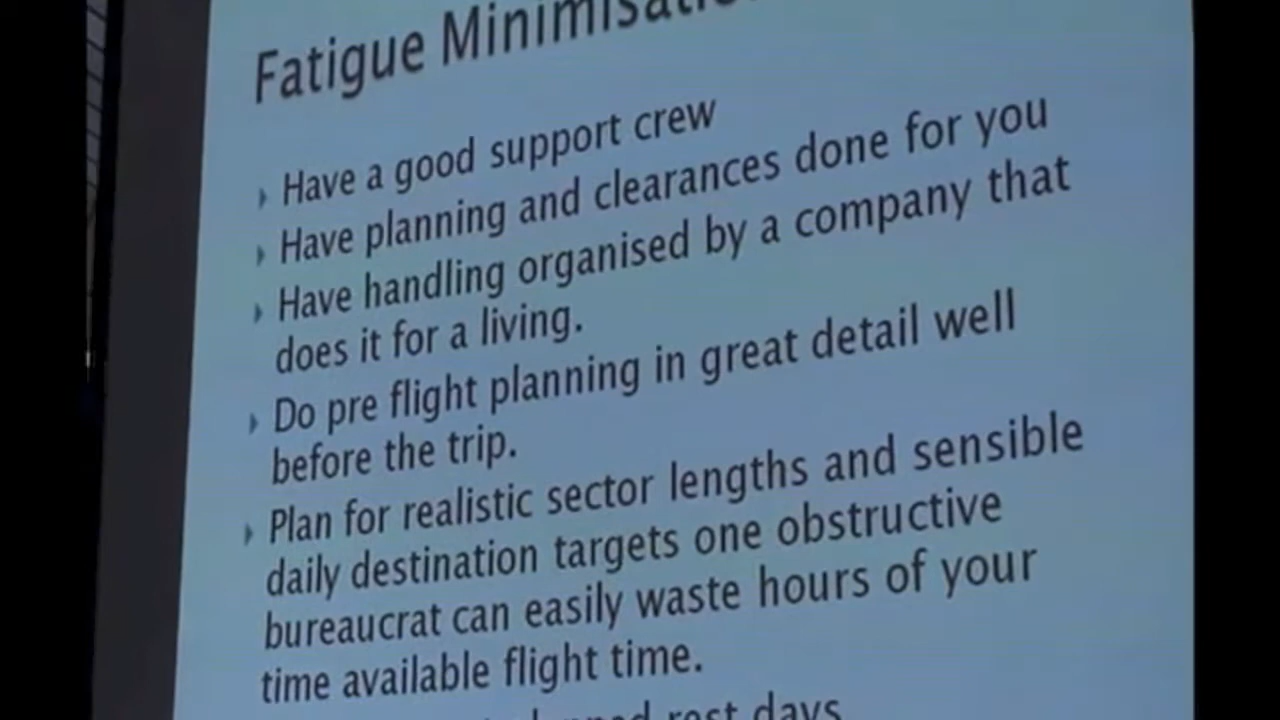 Fatigue
Have a good support crew
Have planning and clearances done for you
Have handling organised by a company that
does it for a living.
Do pre flight planning in great detail well
before the trip.
Plan for realistic sector lengths and sensible
daily destination targets one obstructive
bureaucrat can easily waste hours of your
time available flight time.
rest days